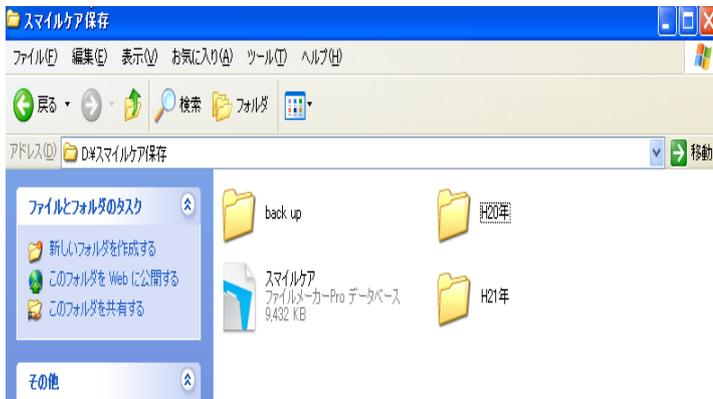 スマイルケア保存
ファイル(F) 編集(E) 表示(V) お気に入り(A) ツール(T) ヘルプ(H)
戻る 検索 フォルダ
アドレス(D) D:¥スマイルケア保存 移動
ファイルとフォルダのタスク
新しいフォルダを作成する
このフォルダを Web に公開する
このフォルダを共有する
その他
back up
H20年
スマイルケア
ファイルメーカーPro データベース
9,432 KB
H21年